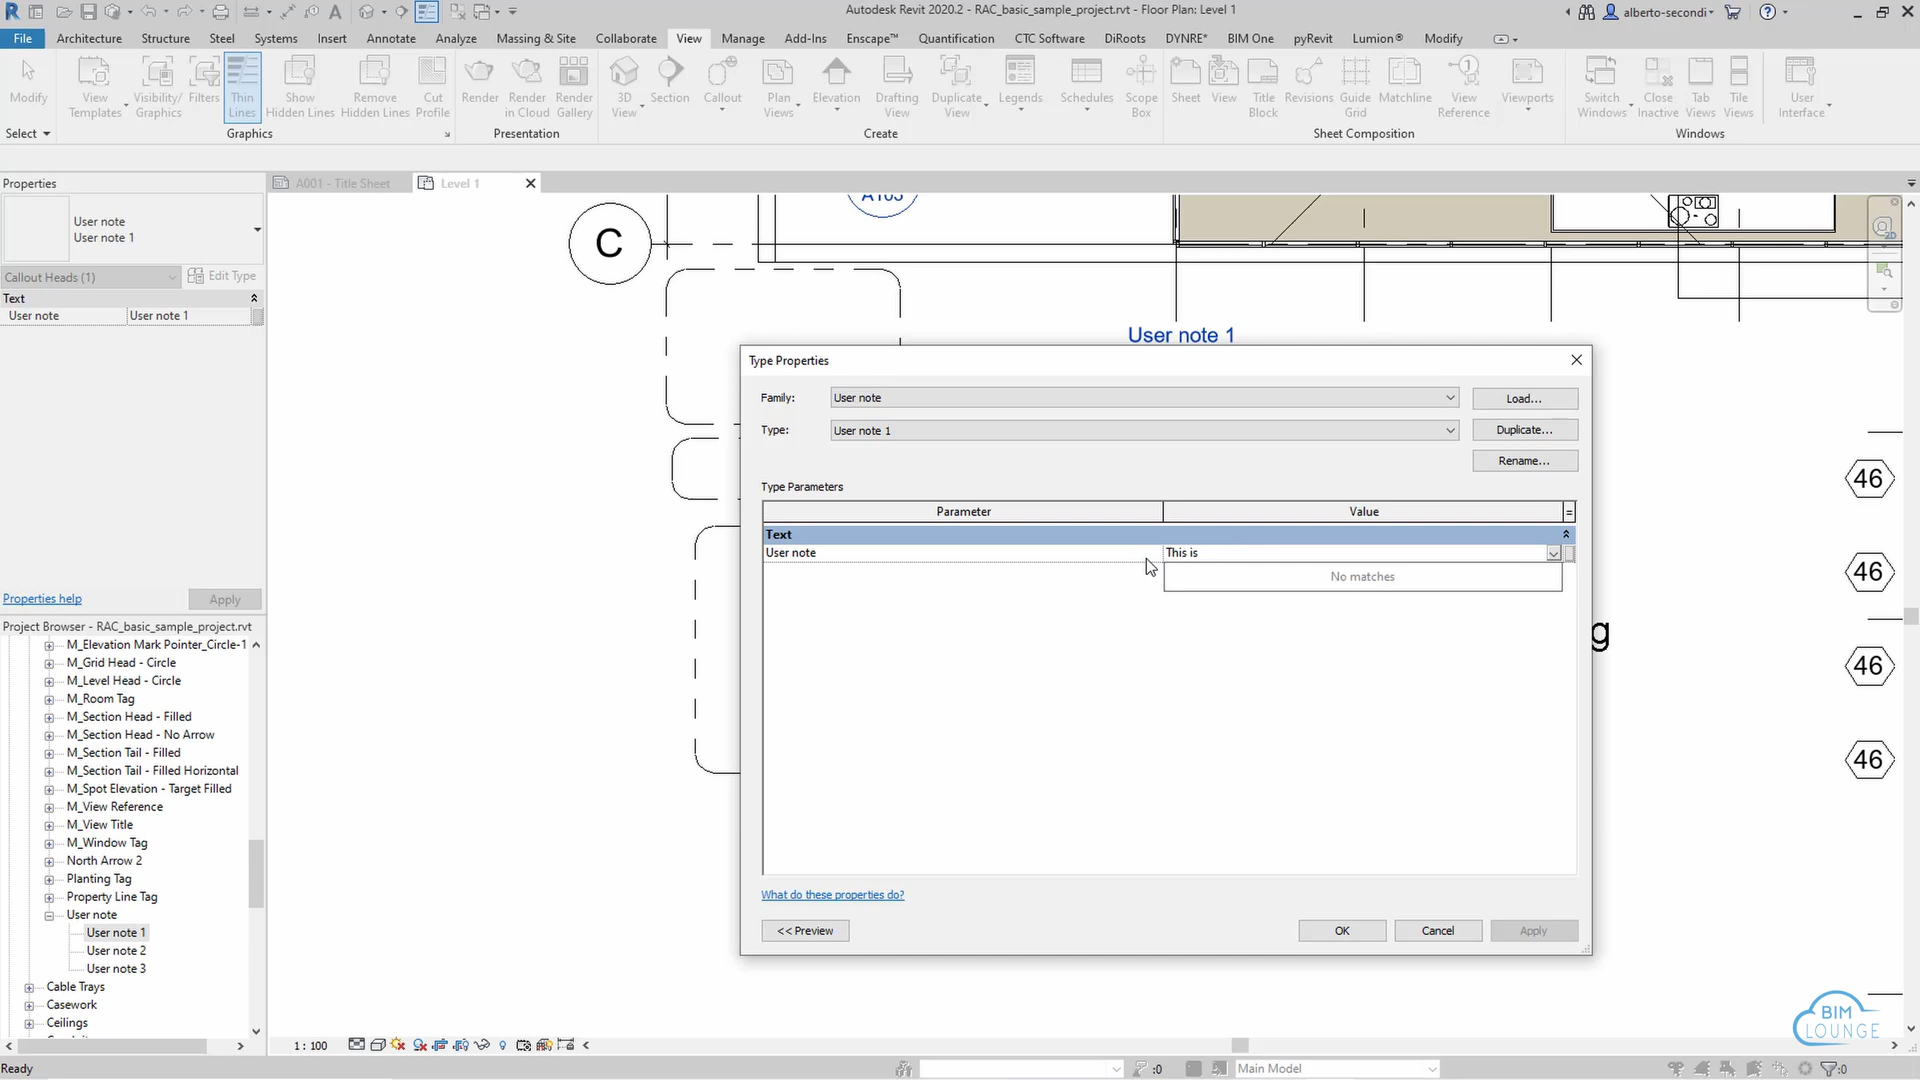 Autodesk Revit 2020.2 - RAC_basic_sample_project.rvt - Floor Plan: Level 1
alberto-secondi
File Architecture Structure Steel Systems Insert Annotate Analyze Massing & Site Collaborate View Manage Add-Ins Enscape™ Quantification CTC Software DiRoots DYNRE* BIM One pyRevit Lumion® Modify
Modify
View Templates
Visibility/ Graphics
Filters
Thin Lines
Show Hidden Lines
Remove Hidden Lines
Cut Profile
Render
Render in Cloud
Render Gallery
3D View
Section
Callout
Plan Views
Elevation
Drafting View
Duplicate View
Legends
Schedules
Scope Box
Sheet
View
Title Block
Revisions
Guide Grid
Matchline
View Reference
Viewports
Switch Windows
Close Inactive
Tab Views
Tile Views
User Interface
Select Graphics Presentation Create Sheet Composition Windows
Properties
A001 - Title Sheet
Level 1
User note
User note 1
Callout Heads (1)
Edit Type
Text
User note User note 1
Properties help
Apply
A103
C
2D
User note 1
Type Properties
Family: User note Load...
Type: User note 1 Duplicate...
Rename...
Type Parameters
Parameter Value =
Text
User note This is
No matches
What do these properties do?
<< Preview OK Cancel Apply
g
46
46
46
46
Project Browser - RAC_basic_sample_project.rvt
M_Elevation Mark Pointer_Circle-1
M_Grid Head - Circle
M_Level Head - Circle
M_Room Tag
M_Section Head - Filled
M_Section Head - No Arrow
M_Section Tail - Filled
M_Section Tail - Filled Horizontal
M_Spot Elevation - Target Filled
M_View Reference
M_View Title
M_Window Tag
North Arrow 2
Planting Tag
Property Line Tag
User note
User note 1
User note 2
User note 3
Cable Trays
Casework
Ceilings
1 : 100
BIM
LOUNGE
Ready
:0
Main Model
:0